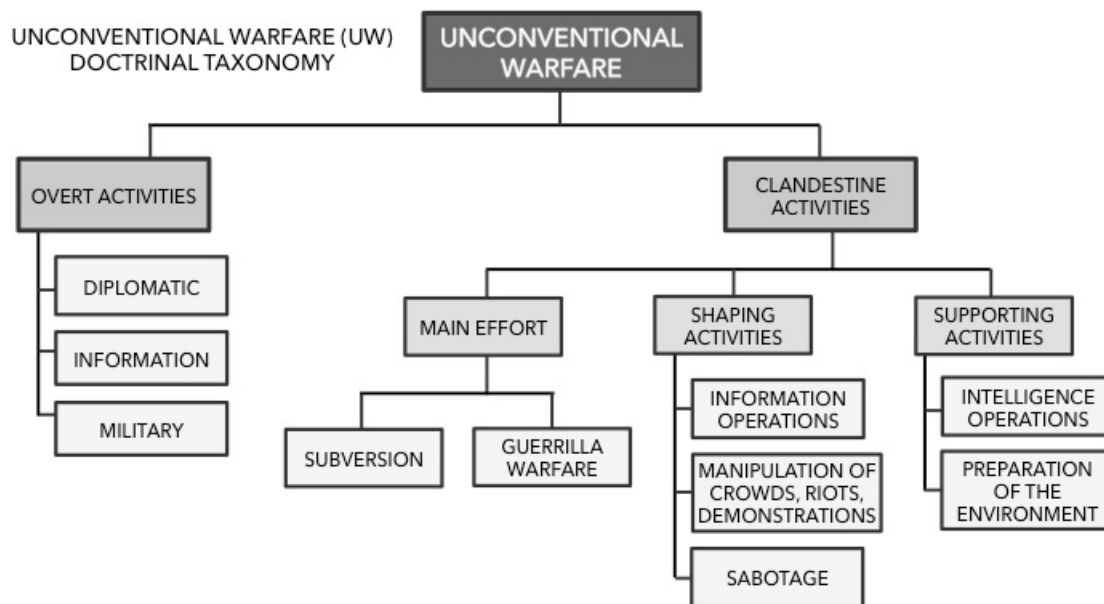 UNCONVENTIONAL WARFARE (UW)
DOCTRINAL TAXONOMY
UNCONVENTIONAL
WARFARE
OVERT ACTIVITIES
DIPLOMATIC
INFORMATION
MILITARY
CLANDESTINE
ACTIVITIES
MAIN EFFORT
SUBVERSION
GUERRILLA
WARFARE
SHAPING
ACTIVITIES
INFORMATION
OPERATIONS
MANIPULATION OF
CROWDS, RIOTS,
DEMONSTRATIONS
SABOTAGE
SUPPORTING
ACTIVITIES
INTELLIGENCE
OPERATIONS
PREPARATION
OF THE
ENVIRONMENT